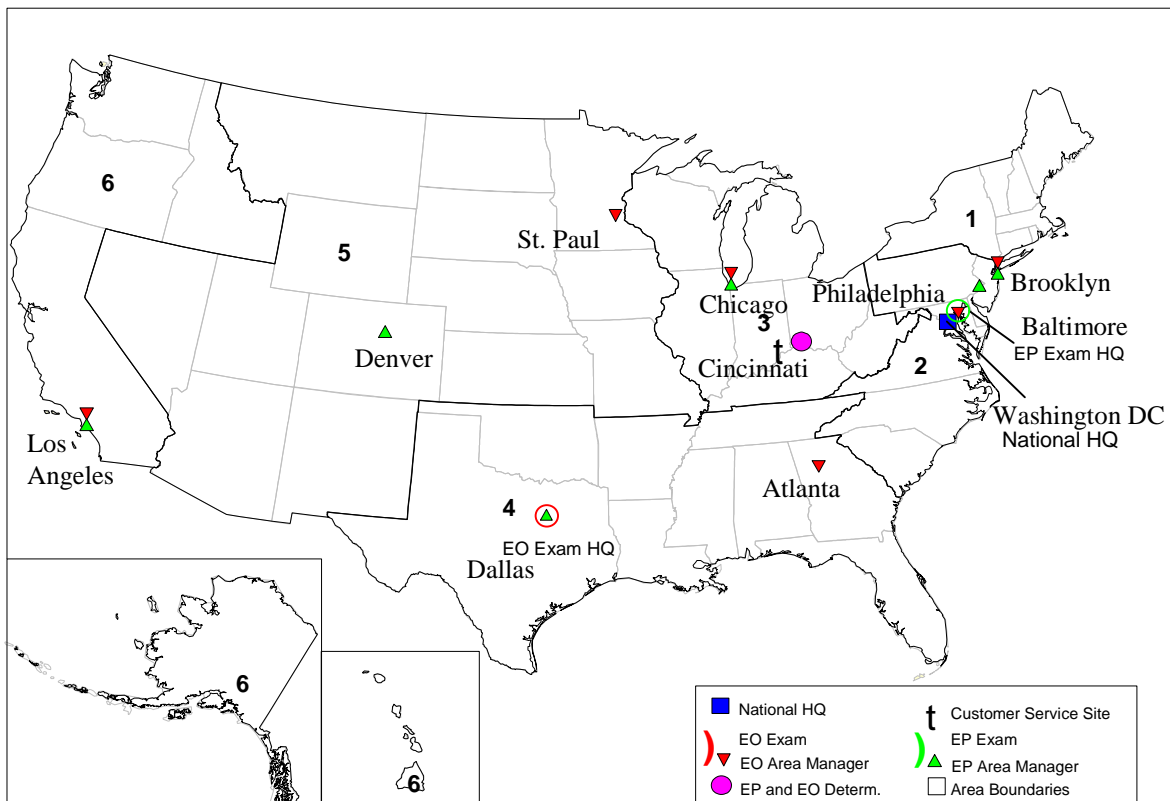 6
1
St. Paul
5
Brooklyn
Philadelphia
Chicago
3
Baltimore
EP Exam HQ
Denver
t
Cincinnati
2
Washington DC
National HQ
Los
Angeles
Atlanta
4
EO Exam HQ
Dallas
6
6
National HQ
t Customer Service Site
EO Exam
EP Exam
EO Area Manager
EP Area Manager
EP and EO Determ.
Area Boundaries